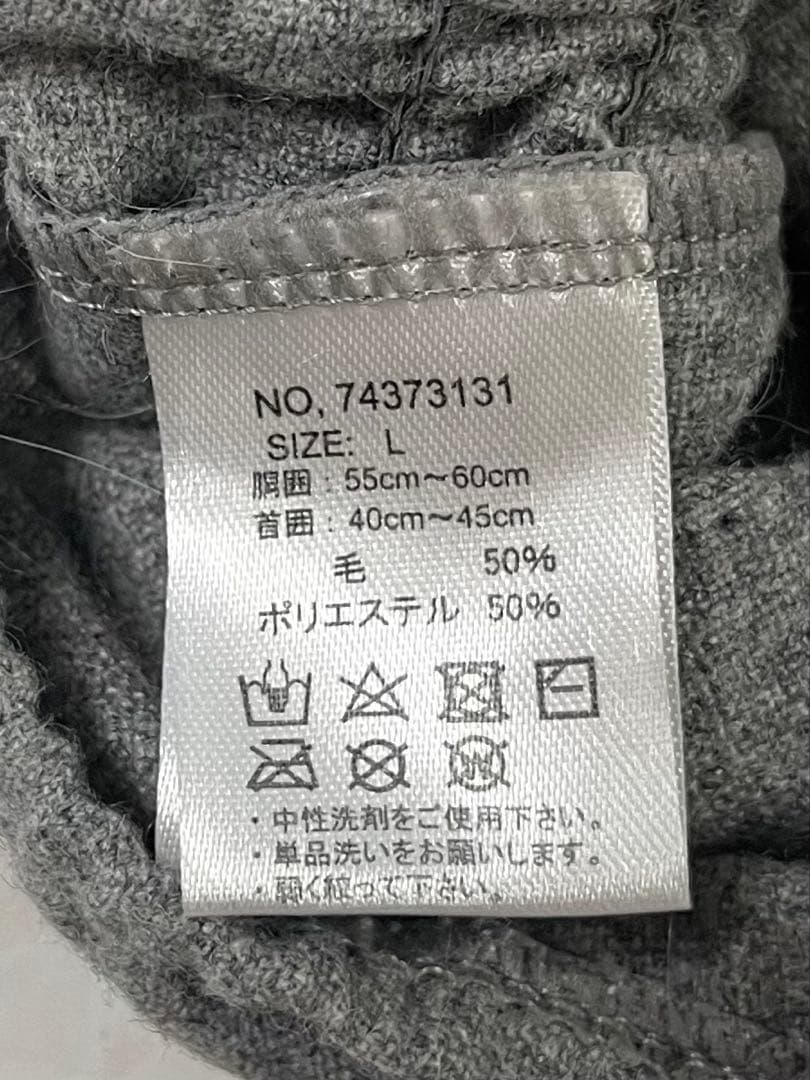 NO, 74373131
SIZE: L
胴囲：55cm～60cm
首囲：40cm～45cm
毛 50%
ポリエステル 50%
・中性洗剤をご使用下さい。
・単品洗いをお願いします。
・弱く絞って下さい。